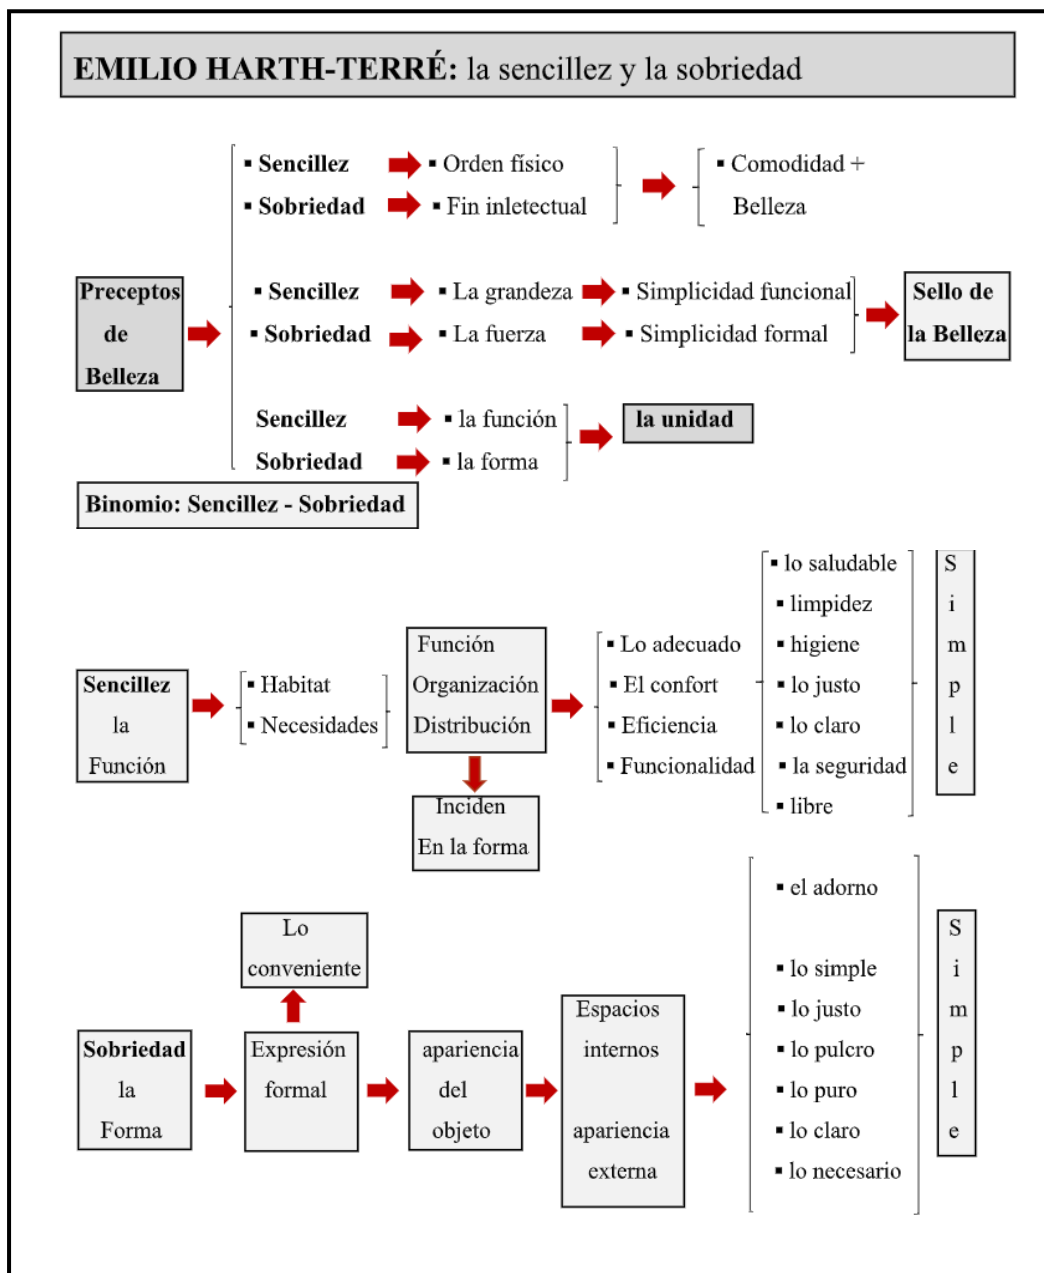 EMILIO HARTH-TERRÉ: la sencillez y la sobriedad
▪ Sencillez ▪ Orden físico ▪ Comodidad +
▪ Sobriedad ▪ Fin inletectual Belleza
Preceptos ▪ Sencillez ▪ La grandeza ▪ Simplicidad funcional Sello de
de ▪ Sobriedad ▪ La fuerza ▪ Simplicidad formal la Belleza
Belleza
Sencillez ▪ la función la unidad
Sobriedad ▪ la forma
Binomio: Sencillez - Sobriedad
Sencillez
la
Función
▪ Habitat
▪ Necesidades
Función
Organización
Distribución
Inciden
En la forma
▪ Lo adecuado
▪ El confort
▪ Eficiencia
▪ Funcionalidad
▪ lo saludable
▪ limpidez
▪ higiene
▪ lo justo
▪ lo claro
▪ la seguridad
▪ libre
S
i
m
p
l
e
Lo
conveniente
Sobriedad
la
Forma
Expresión
formal
apariencia
del
objeto
Espacios
internos
apariencia
externa
▪ el adorno
▪ lo simple
▪ lo justo
▪ lo pulcro
▪ lo puro
▪ lo claro
▪ lo necesario
S
i
m
p
l
e